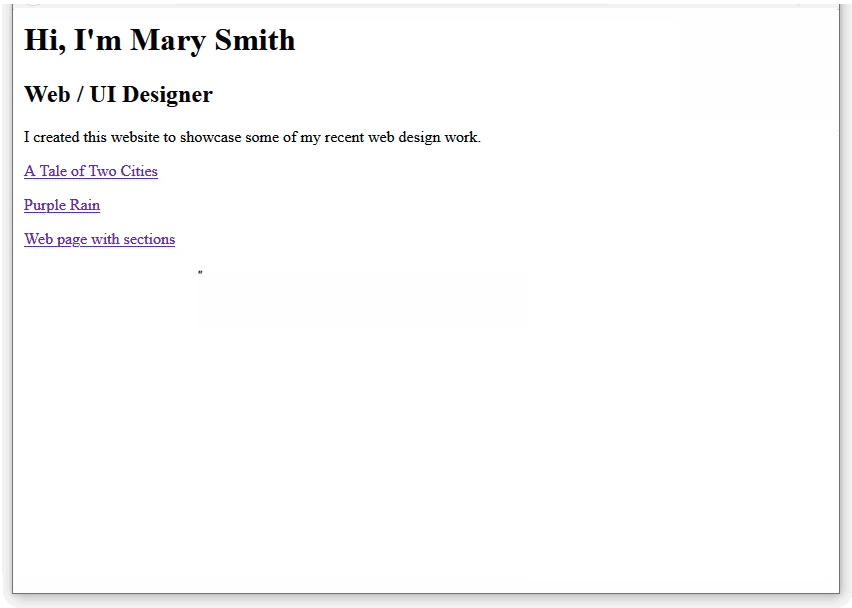 Hi, I'm Mary Smith
Web / UI Designer
I created this website to showcase some of my recent web design work.
A Tale of Two Cities
Purple Rain
Web page with sections
"